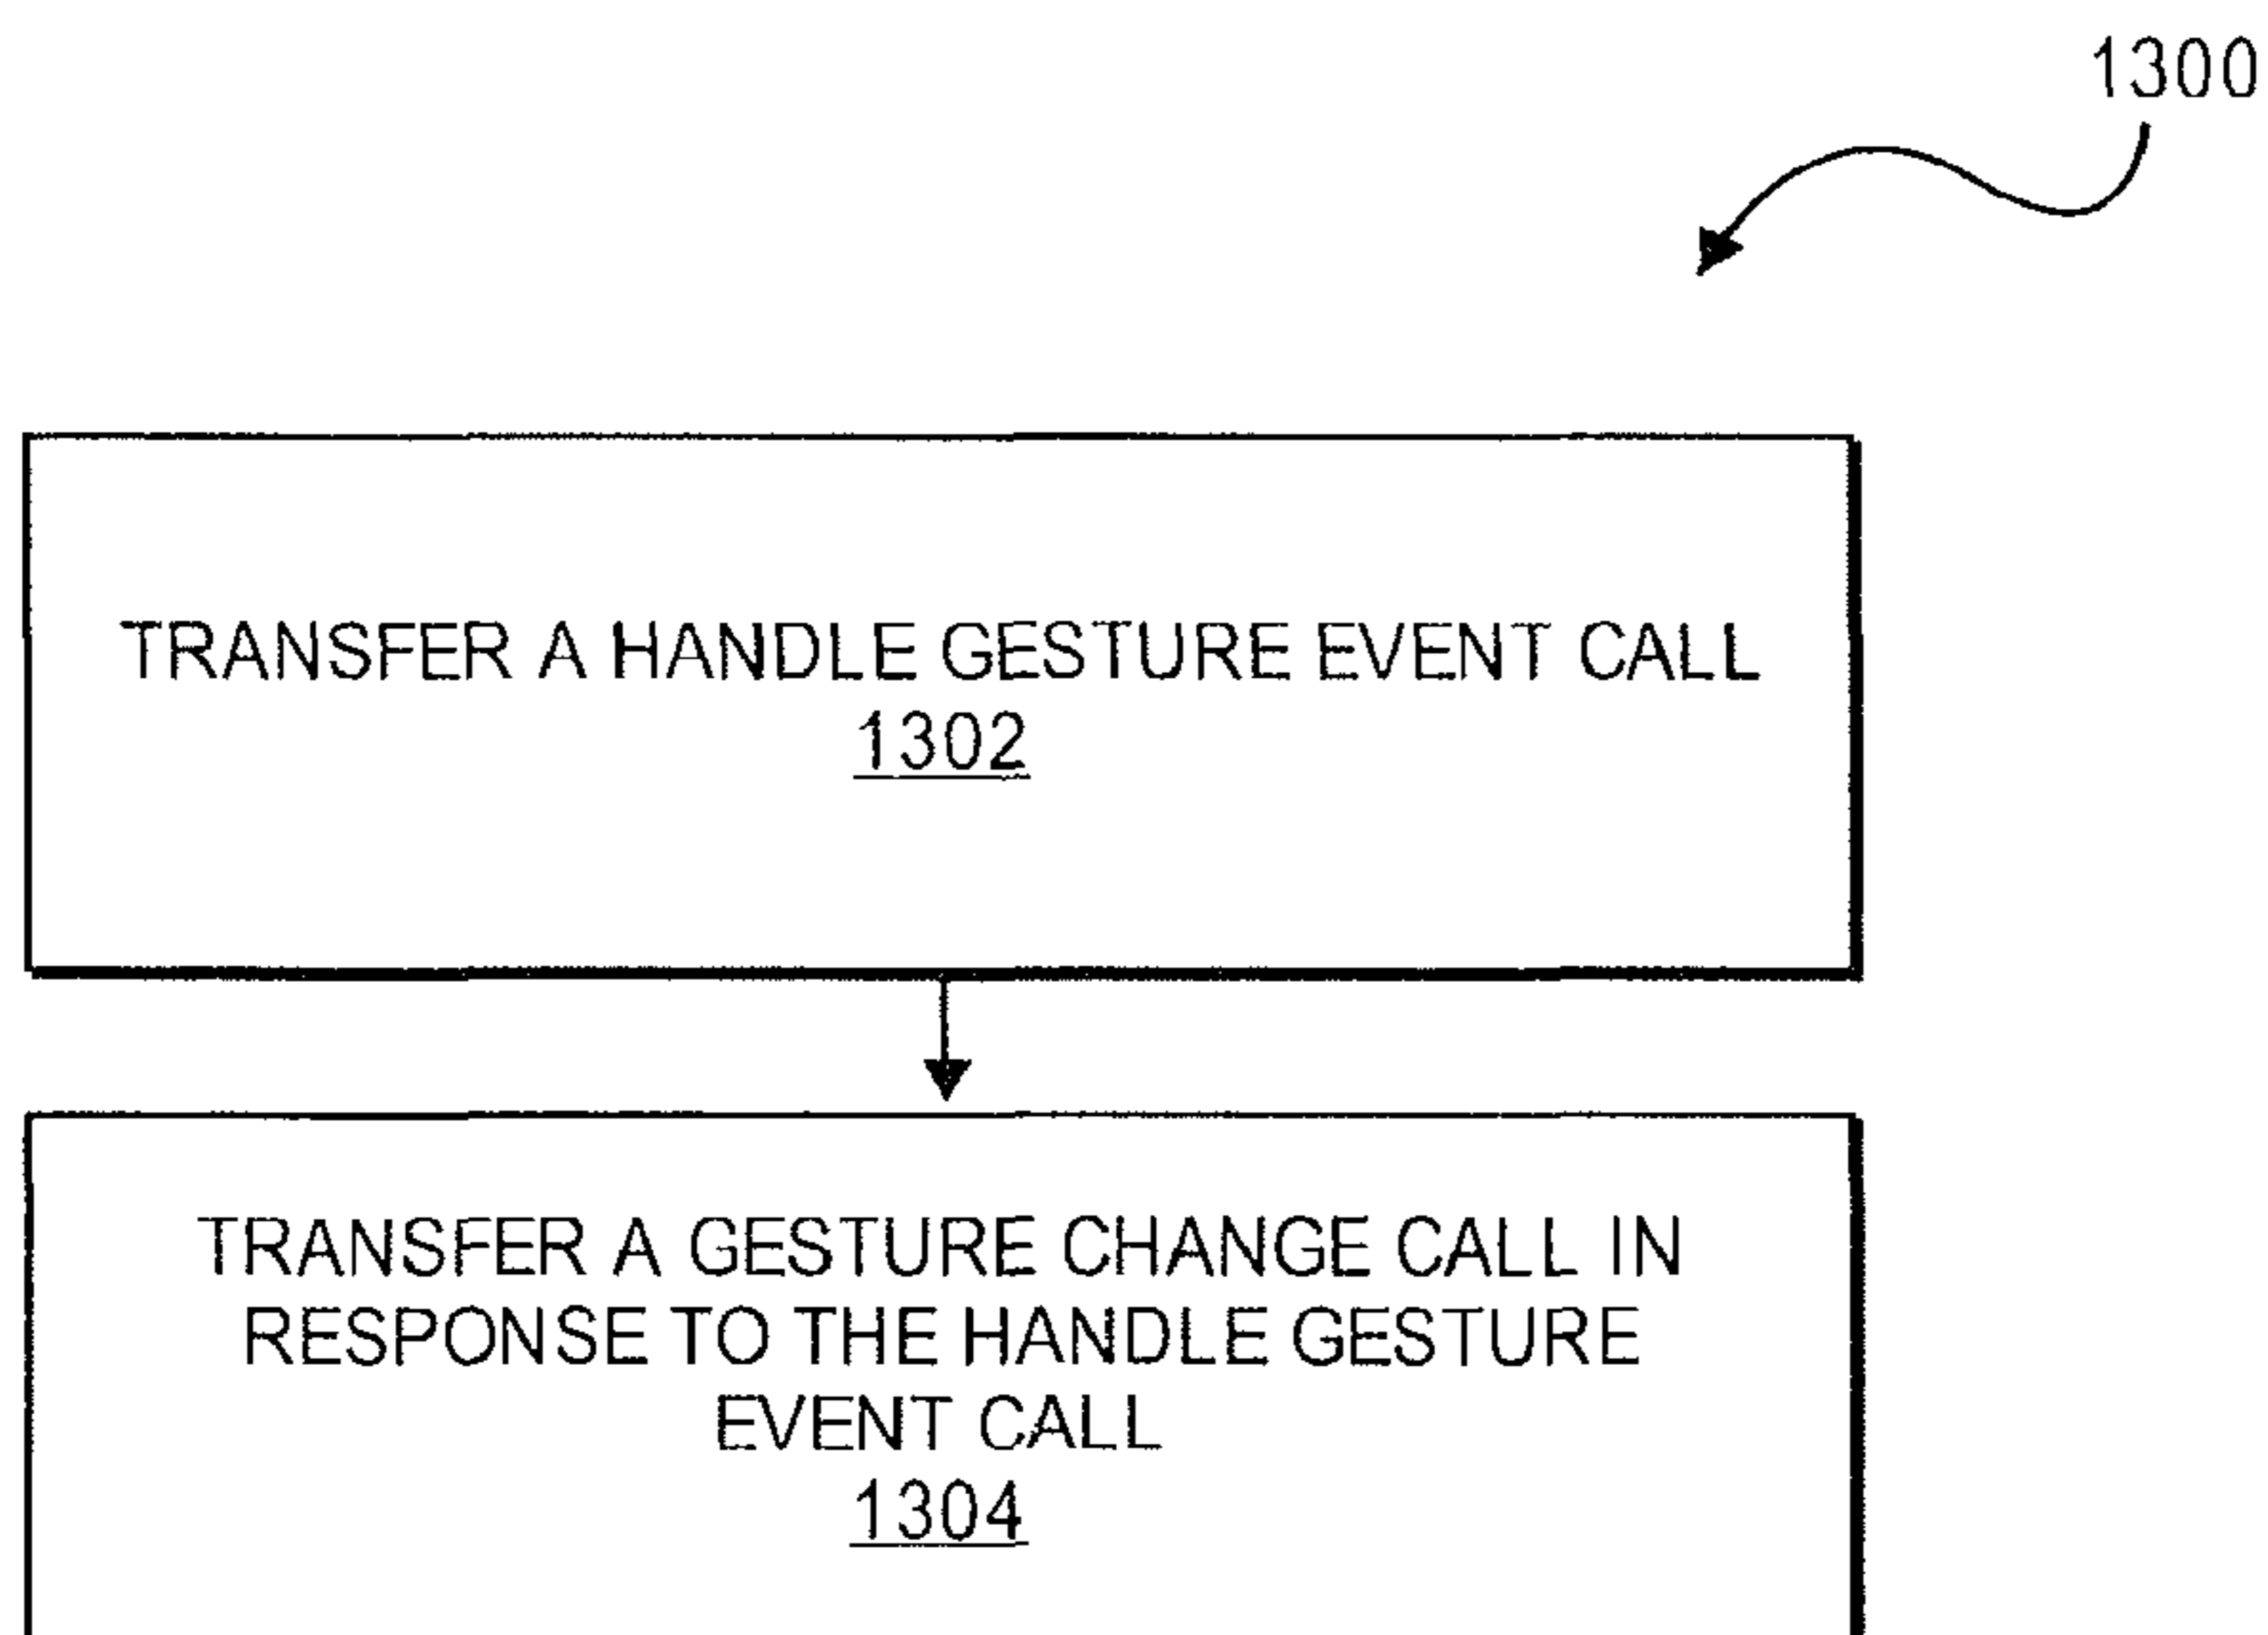 1300
TRANSFER A HANDLE GESTURE EVENT CALL
1302
TRANSFER A GESTURE CHANGE CALL IN
RESPONSE TO THE HANDLE GESTURE
EVENT CALL
1304